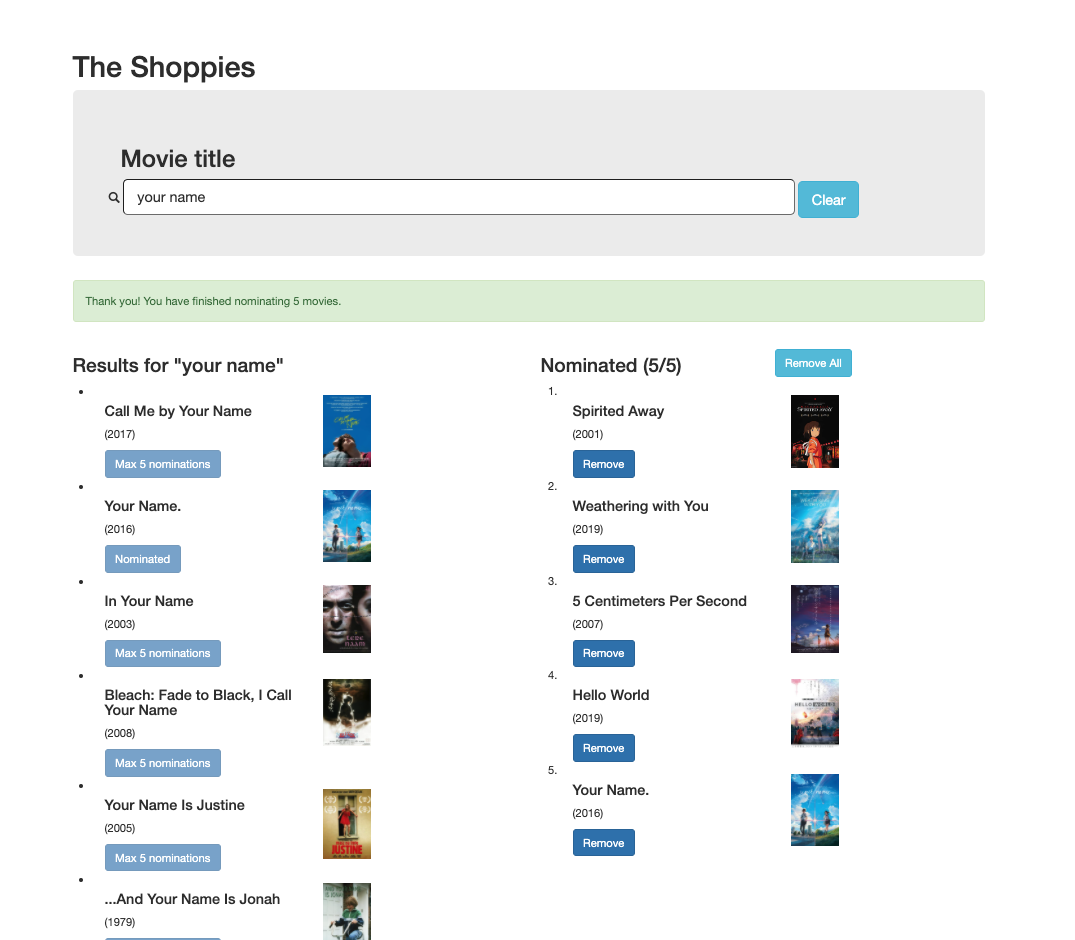 The Shoppies
Movie title
your name
Clear
Thank you! You have finished nominating 5 movies.
Results for "your name"
Call Me by Your Name
(2017)
Max 5 nominations
Your Name.
(2016)
Nominated
In Your Name
(2003)
Max 5 nominations
Bleach: Fade to Black, I Call
Your Name
(2008)
Max 5 nominations
Your Name Is Justine
(2005)
Max 5 nominations
JUSTINE
...And Your Name Is Jonah
(1979)
Nominated (5/5)
Remove All
1.
Spirited Away
(2001)
Remove
SPIRITED AWAY
2.
Weathering with You
(2019)
Remove
3.
5 Centimeters Per Second
(2007)
Remove
4.
Hello World
(2019)
Remove
5.
Your Name.
(2016)
Remove